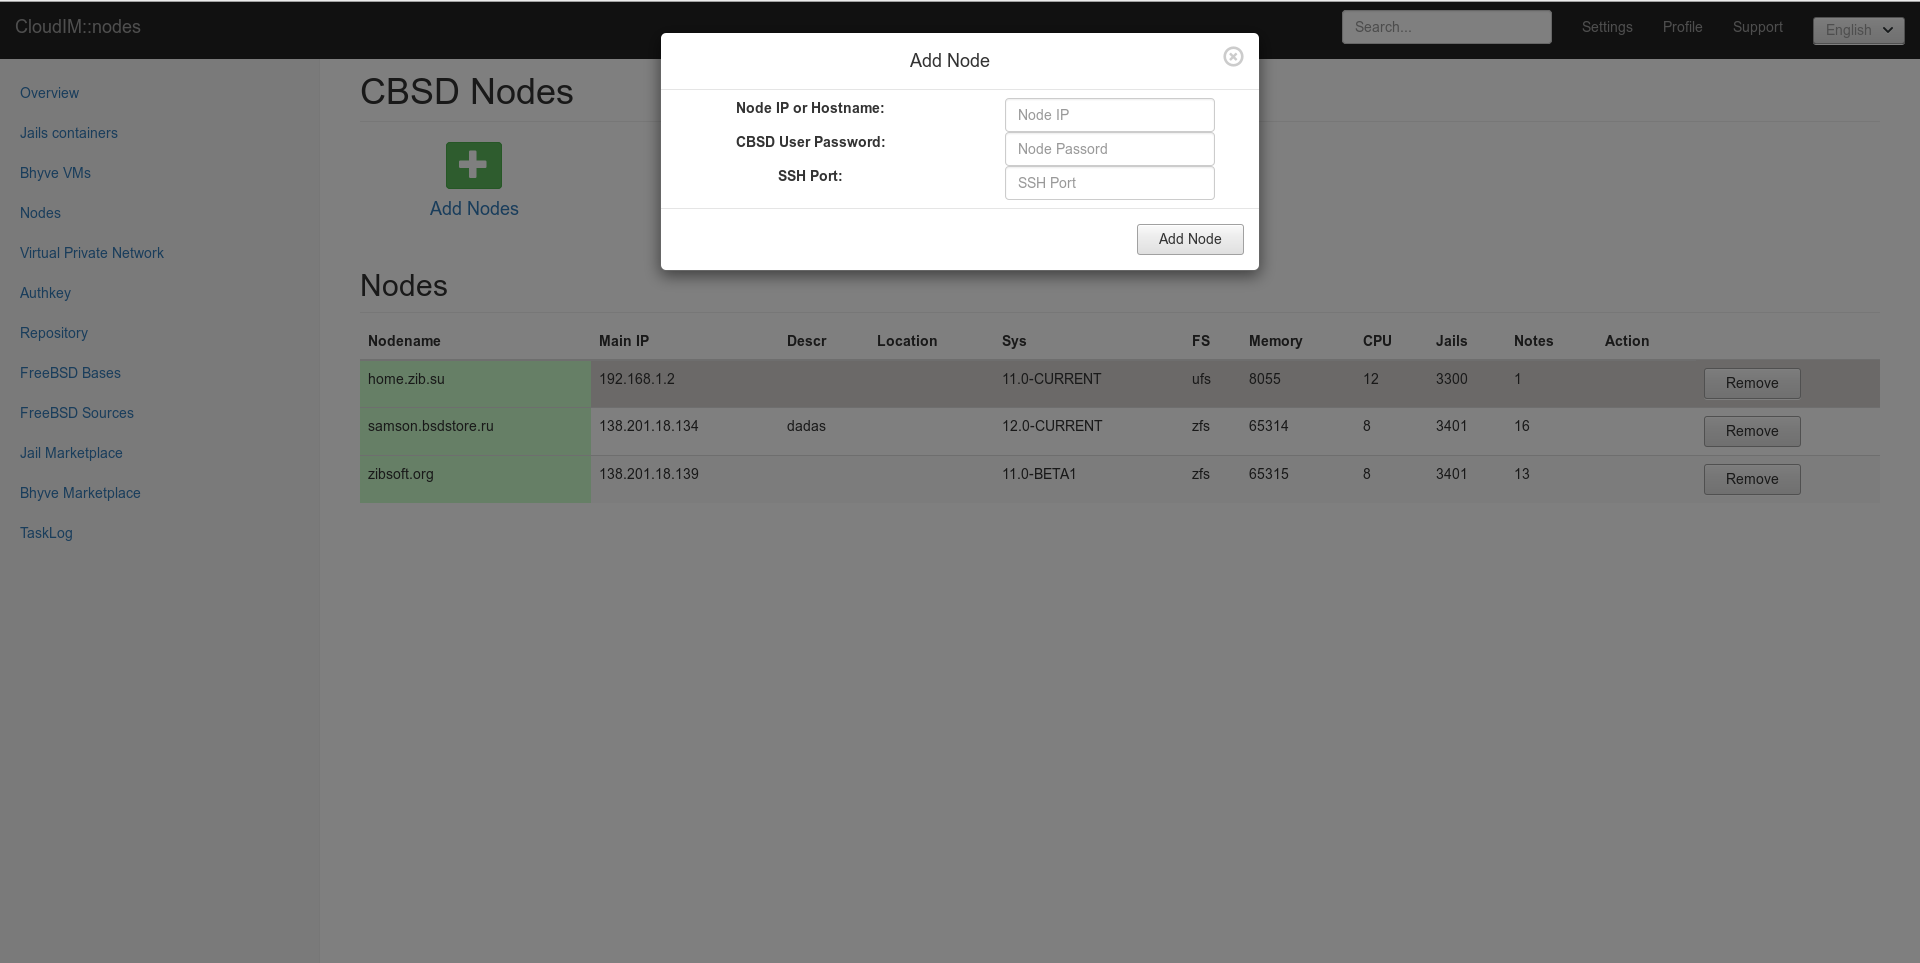 CloudIM::nodes
Search...
Settings
Profile
Support
English
Add Node
Node IP or Hostname:
Node IP
CBSD User Password:
Node Passord
SSH Port:
SSH Port
Add Node
Overview
Jails containers
Bhyve VMs
Nodes
Virtual Private Network
Authkey
Repository
FreeBSD Bases
FreeBSD Sources
Jail Marketplace
Bhyve Marketplace
TaskLog
CBSD Nodes
Add Nodes
Nodes
Nodename Main IP Descr Location Sys FS Memory CPU Jails Notes Action
home.zib.su 192.168.1.2 11.0-CURRENT ufs 8055 12 3300 1 Remove
samson.bsdstore.ru 138.201.18.134 dadas 12.0-CURRENT zfs 65314 8 3401 16 Remove
zibsoft.org 138.201.18.139 11.0-BETA1 zfs 65315 8 3401 13 Remove